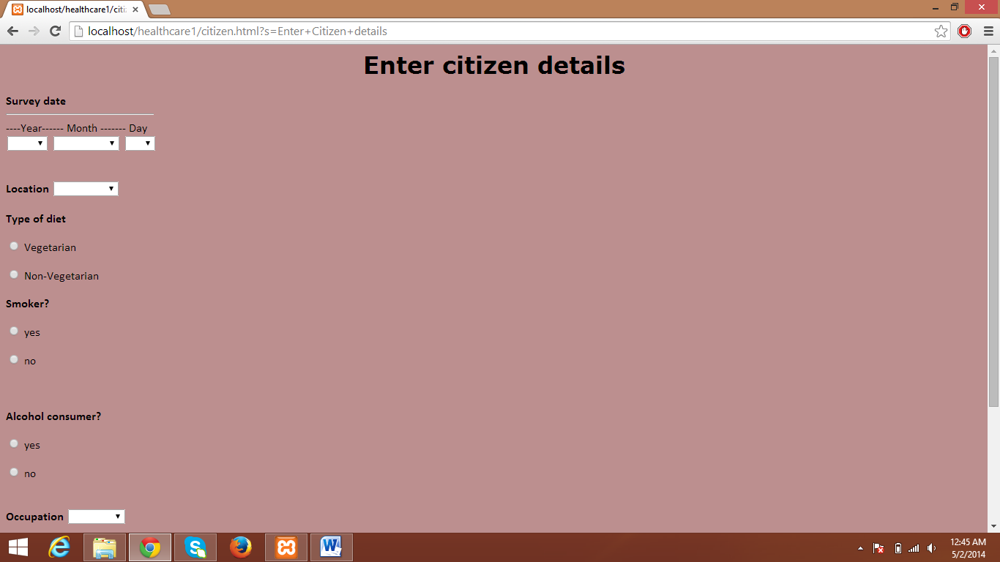 localhost/healthcare1/citi
localhost/healthcare1/citizen.html?s=Enter+Citizen+details
Enter citizen details
Survey date
----Year------ Month ------- Day
Location
Type of diet
Vegetarian
Non-Vegetarian
Smoker?
yes
no
Alcohol consumer?
yes
no
Occupation
12:45 AM
5/2/2014